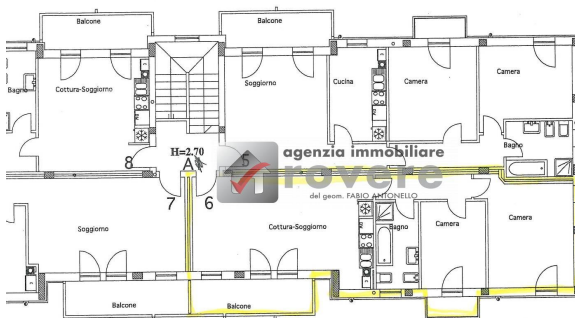 Balcone
Balcone
Bagno
Cottura-Soggiorno
Soggiorno
Cucina
Camera
Camera
8
H=2.70
A
5
agenzia immobiliare
rovere
del geom. FABIO ANTONELLO
Bagno
7
6
Soggiorno
Cottura-Soggiorno
Bagno
Camera
Camera
Balcone
Balcone